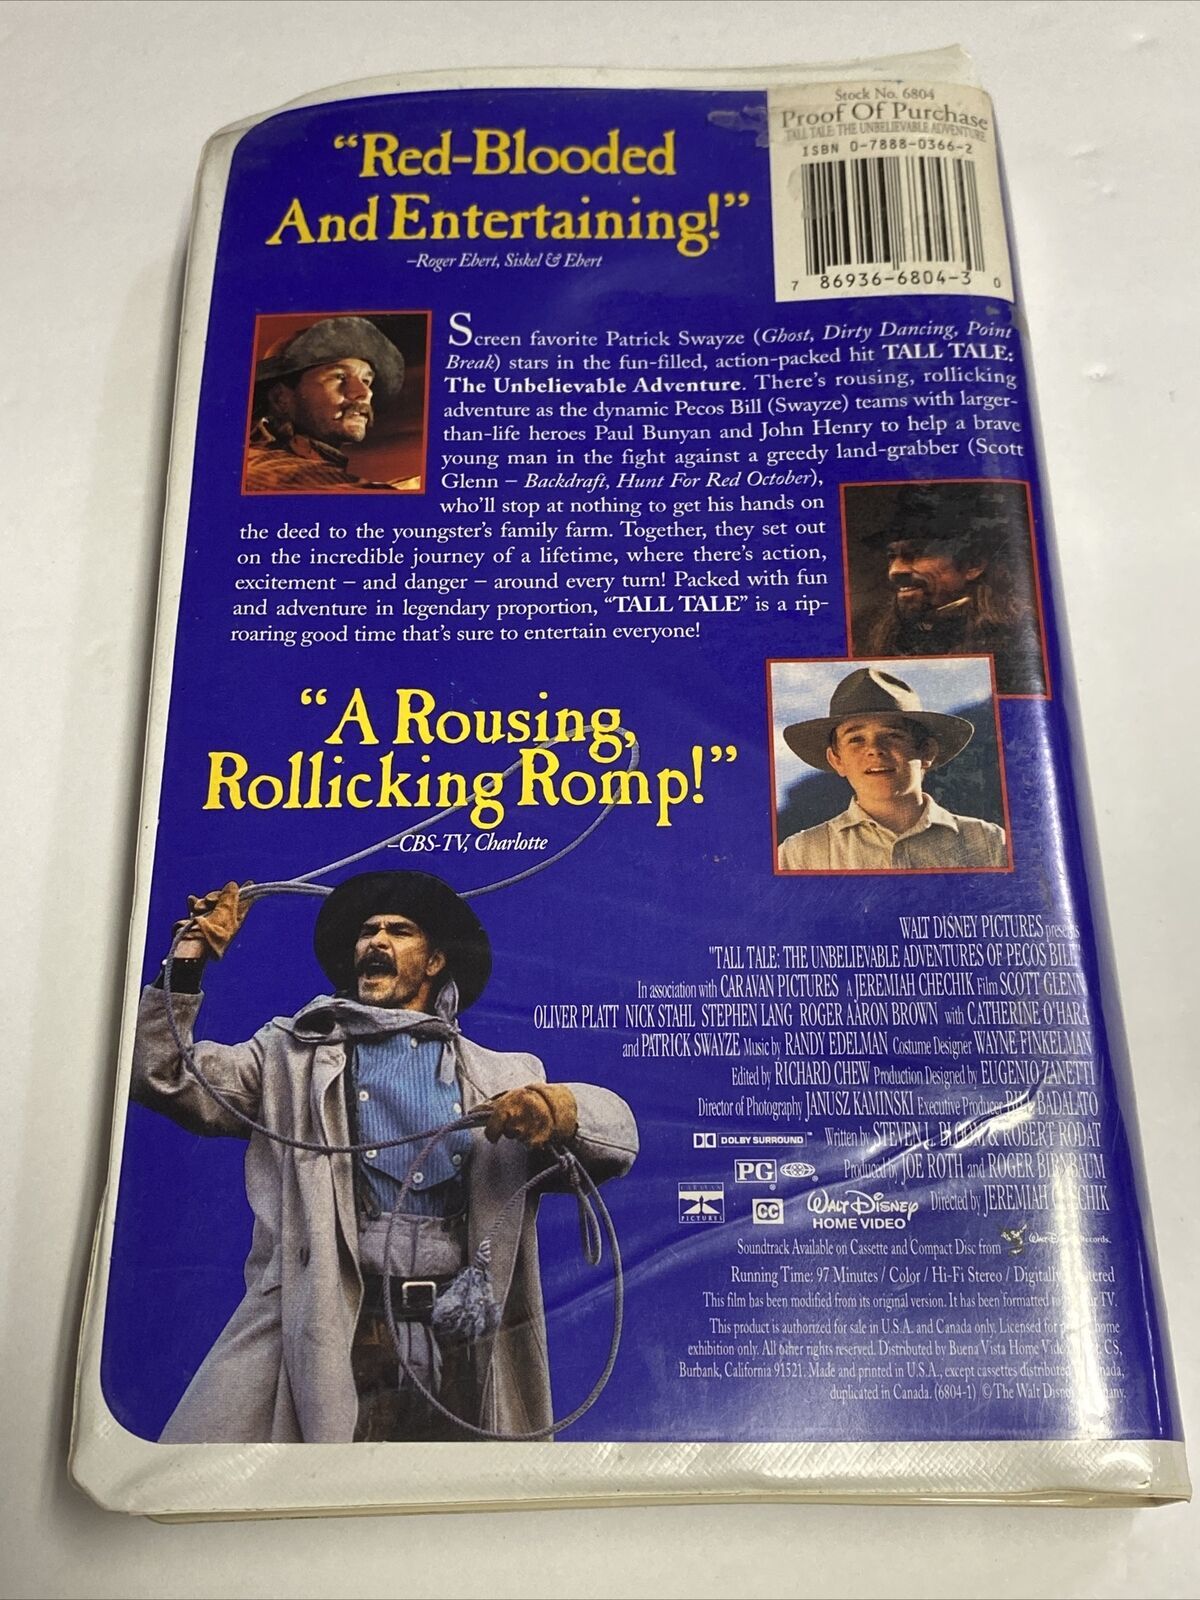 "Red-Blooded
And Entertaining!"
–Roger Ebert, Siskel & Ebert
Stock No. 6804
Proof Of Purchase
TALL TALE: THE UNBELIEVABLE ADVENTURE
ISBN 0-7888-0366-2
7 86936-6804-3 0
Screen favorite Patrick Swayze (Ghost, Dirty Dancing, Point
Break) stars in the fun-filled, action-packed hit TALL TALE:
The Unbelievable Adventure. There's rousing, rollicking
adventure as the dynamic Pecos Bill (Swayze) teams with larger-
than-life heroes Paul Bunyan and John Henry to help a brave
young man in the fight against a greedy land-grabber (Scott
Glenn – Backdraft, Hunt For Red October),
who'll stop at nothing to get his hands on
the deed to the youngster's family farm. Together, they set out
on the incredible journey of a lifetime, where there's action,
excitement – and danger – around every turn! Packed with fun
and adventure in legendary proportion, "TALL TALE" is a rip-
roaring good time that's sure to entertain everyone!
"A Rousing,
Rollicking Romp!"
–CBS-TV, Charlotte
WALT DISNEY PICTURES presents
"TALL TALE: THE UNBELIEVABLE ADVENTURES OF PECOS BILL"
In association with CARAVAN PICTURES A JEREMIAH CHECHIK Film SCOTT GLENN
OLIVER PLATT NICK STAHL STEPHEN LANG ROGER AARON BROWN with CATHERINE O'HARA
and PATRICK SWAYZE Music by RANDY EDELMAN Costume Designer WAYNE FINKELMAN
Edited by RICHARD CHEW Production Designed by EUGENIO ZANETTI
Director of Photography JANUSZ KAMINSKI Executive Producer BILL BADALATO
DOLBY SURROUND Written by STEVEN L. BLOOM & ROBERT RODAT
PG Produced by JOE ROTH and ROGER BIRNBAUM
CARAVAN PICTURES CC WALT DISNEY HOME VIDEO Directed by JEREMIAH CHECHIK
Soundtrack Available on Cassette and Compact Disc from Walt Disney Records.
Running Time: 97 Minutes / Color / Hi-Fi Stereo / Digitally
This film has been modified from its original version. It has been formatted to TV.
This product is authorized for sale in U.S.A. and Canada only. Licensed for home
exhibition only. All other rights reserved. Distributed by Buena Vista Home Video, CS,
Burbank, California 91521. Made and printed in U.S.A., except cassettes distributed Canada,
duplicated in Canada. (6804-1) © The Walt Disney Company.